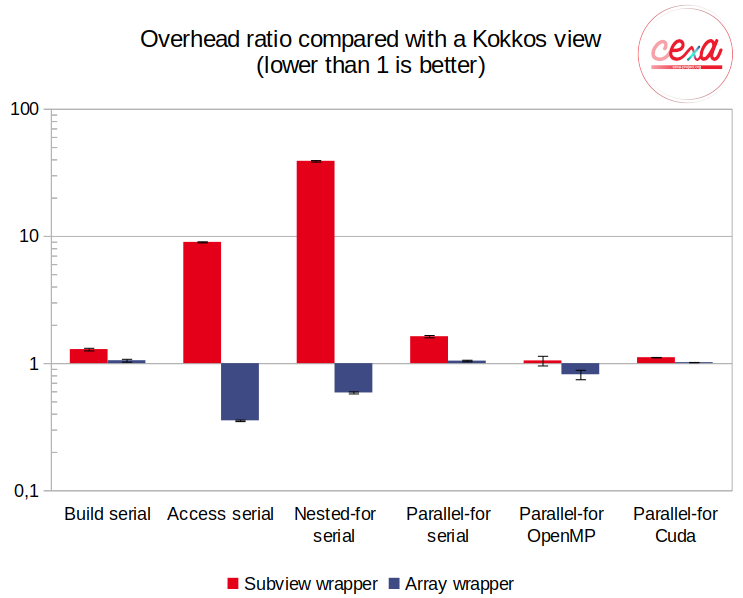 Overhead ratio compared with a Kokkos view
(lower than 1 is better)
cexa
100
10
1
0,1
Build serial
Access serial
Nested-for
serial
Parallel-for
serial
Parallel-for
OpenMP
Parallel-for
Cuda
Subview wrapper
Array wrapper